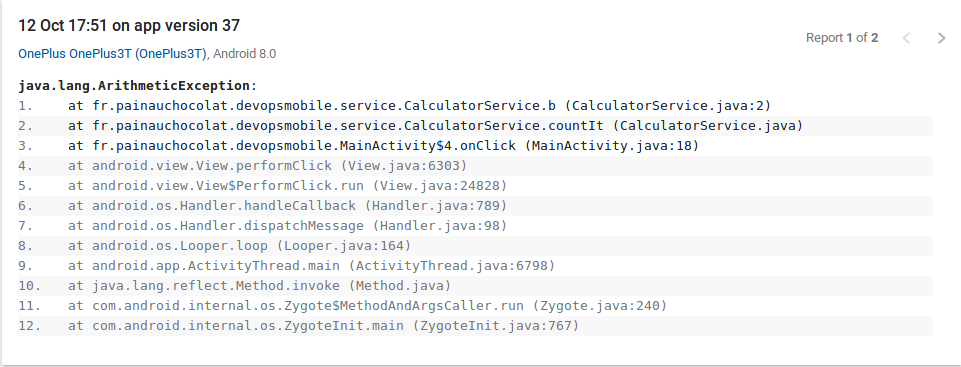 12 Oct 17:51 on app version 37
Report 1 of 2
OnePlus OnePlus3T (OnePlus3T), Android 8.0
java.lang.ArithmeticException:
1. at fr.painauchocolat.devopsmobile.service.CalculatorService.b (CalculatorService.java:2)
2. at fr.painauchocolat.devopsmobile.service.CalculatorService.countIt (CalculatorService.java)
3. at fr.painauchocolat.devopsmobile.MainActivity$4.onClick (MainActivity.java:18)
4. at android.view.View.performClick (View.java:6303)
5. at android.view.View$PerformClick.run (View.java:24828)
6. at android.os.Handler.handleCallback (Handler.java:789)
7. at android.os.Handler.dispatchMessage (Handler.java:98)
8. at android.os.Looper.loop (Looper.java:164)
9. at android.app.ActivityThread.main (ActivityThread.java:6798)
10. at java.lang.reflect.Method.invoke (Method.java)
11. at com.android.internal.os.Zygote$MethodAndArgsCaller.run (Zygote.java:240)
12. at com.android.internal.os.ZygoteInit.main (ZygoteInit.java:767)